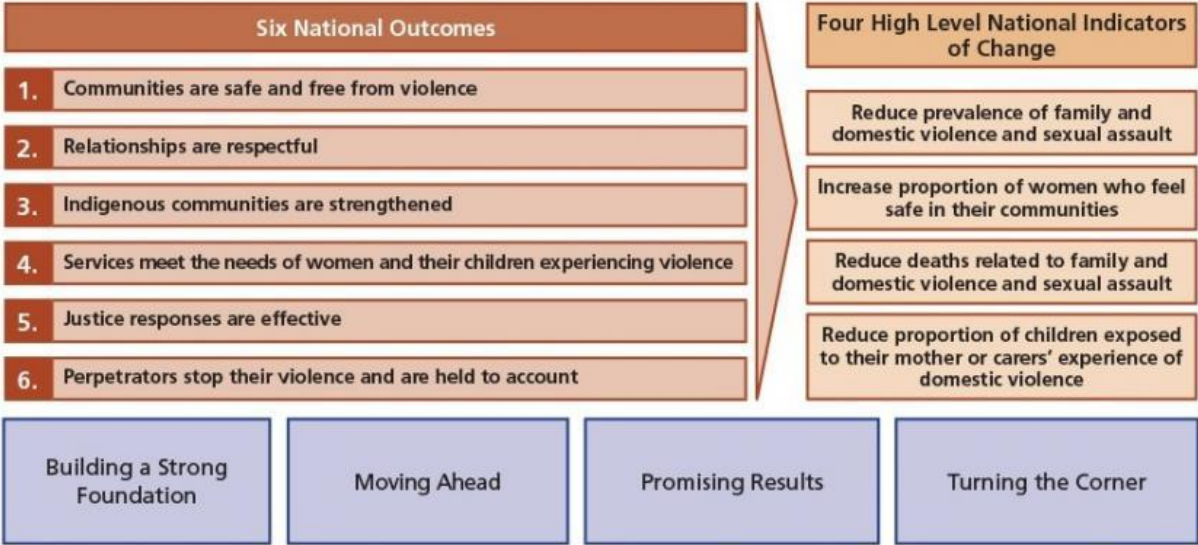 Six National Outcomes
1. Communities are safe and free from violence
2. Relationships are respectful
3. Indigenous communities are strengthened
4. Services meet the needs of women and their children experiencing violence
5. Justice responses are effective
6. Perpetrators stop their violence and are held to account
Four High Level National Indicators
of Change
Reduce prevalence of family and
domestic violence and sexual assault
Increase proportion of women who feel
safe in their communities
Reduce deaths related to family and
domestic violence and sexual assault
Reduce proportion of children exposed
to their mother or carers’ experience of
domestic violence
Building a Strong
Foundation
Moving Ahead
Promising Results
Turning the Corner